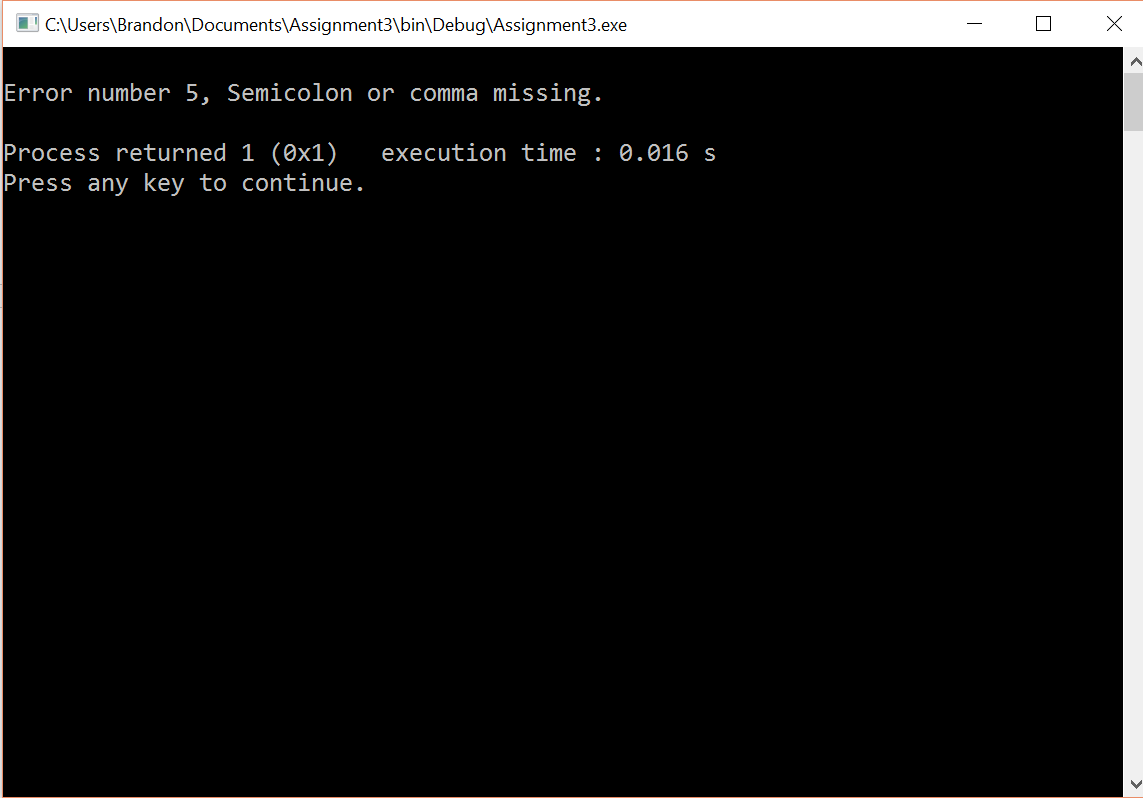 C:\Users\Brandon\Documents\Assignment3\bin\Debug\Assignment3.exe
Error number 5, Semicolon or comma missing.
Process returned 1 (0x1)   execution time : 0.016 s
Press any key to continue.